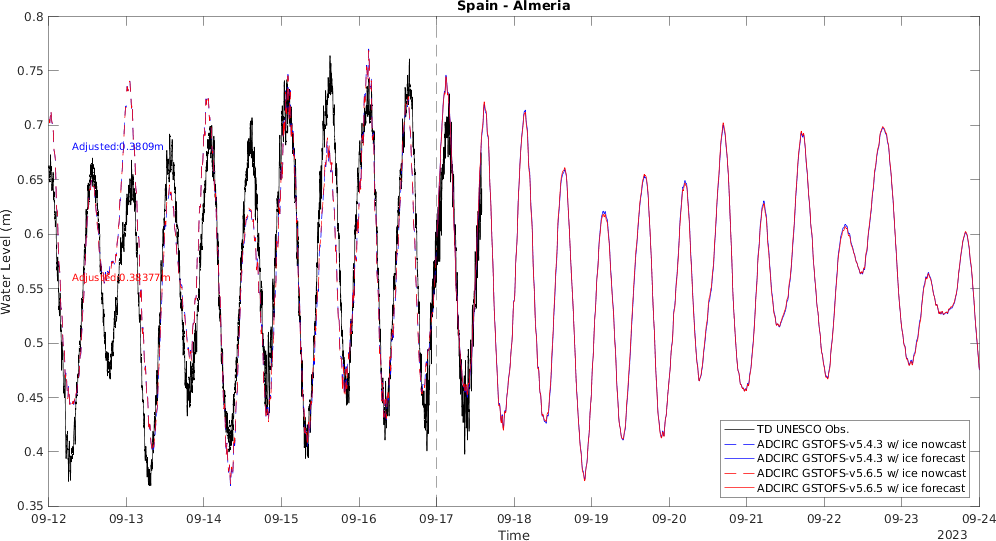 Spain - Almeria
0.8
0.75
0.7
0.65
0.6
0.55
0.5
0.45
0.4
0.35
Water Level (m)
Adjusted:0.3809m
Adjusted:0.38377m
TD UNESCO Obs.
ADCIRC GSTOFS-v5.4.3 w/ ice nowcast
ADCIRC GSTOFS-v5.4.3 w/ ice forecast
ADCIRC GSTOFS-v5.6.5 w/ ice nowcast
ADCIRC GSTOFS-v5.6.5 w/ ice forecast
09-12 09-13 09-14 09-15 09-16 09-17 09-18 09-19 09-20 09-21 09-22 09-23 09-24
Time
2023